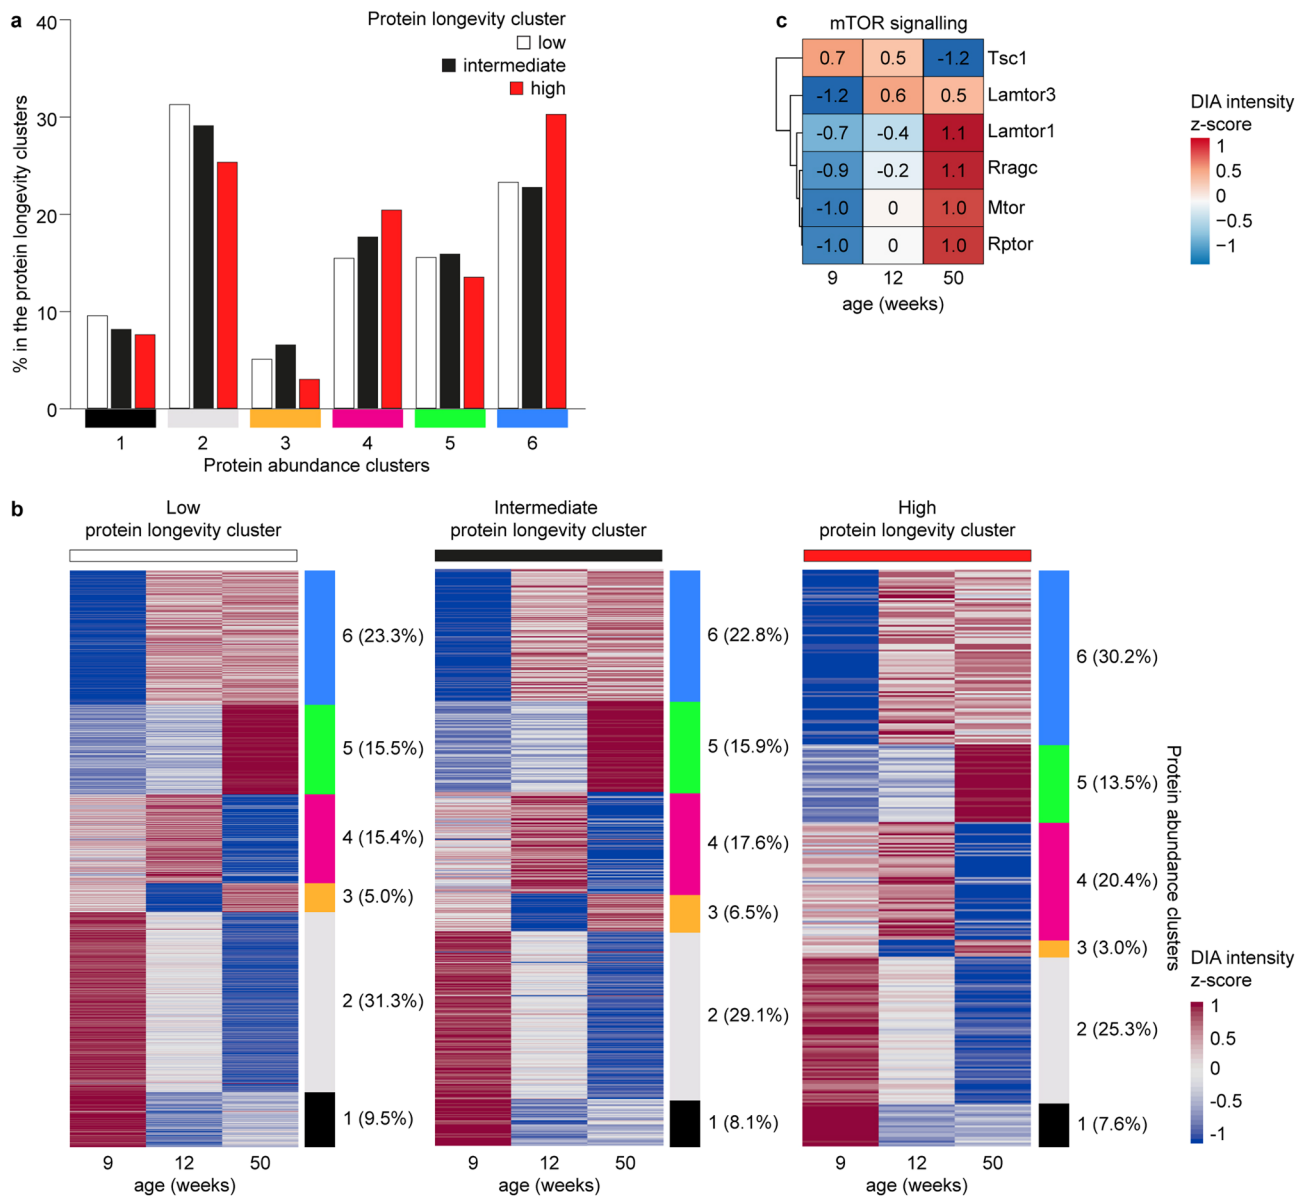 a
% in the protein longevity clusters
40
30
20
10
0
Protein longevity cluster
low
intermediate
high
1 2 3 4 5 6
Protein abundance clusters
c
mTOR signalling
0.7 0.5 -1.2 Tsc1
-1.2 0.6 0.5 Lamtor3
-0.7 -0.4 1.1 Lamtor1
-0.9 -0.2 1.1 Rragc
-1.0 0 1.0 Mtor
-1.0 0 1.0 Rptor
9 12 50
age (weeks)
DIA intensity
z-score
1
0.5
0
−0.5
−1
b
Low
protein longevity cluster
6 (23.3%)
5 (15.5%)
4 (15.4%)
3 (5.0%)
2 (31.3%)
1 (9.5%)
9 12 50
age (weeks)
Intermediate
protein longevity cluster
6 (22.8%)
5 (15.9%)
4 (17.6%)
3 (6.5%)
2 (29.1%)
1 (8.1%)
9 12 50
age (weeks)
High
protein longevity cluster
6 (30.2%)
5 (13.5%)
4 (20.4%)
3 (3.0%)
2 (25.3%)
1 (7.6%)
9 12 50
age (weeks)
Protein abundance clusters
DIA intensity
z-score
1
0.5
0
-0.5
-1